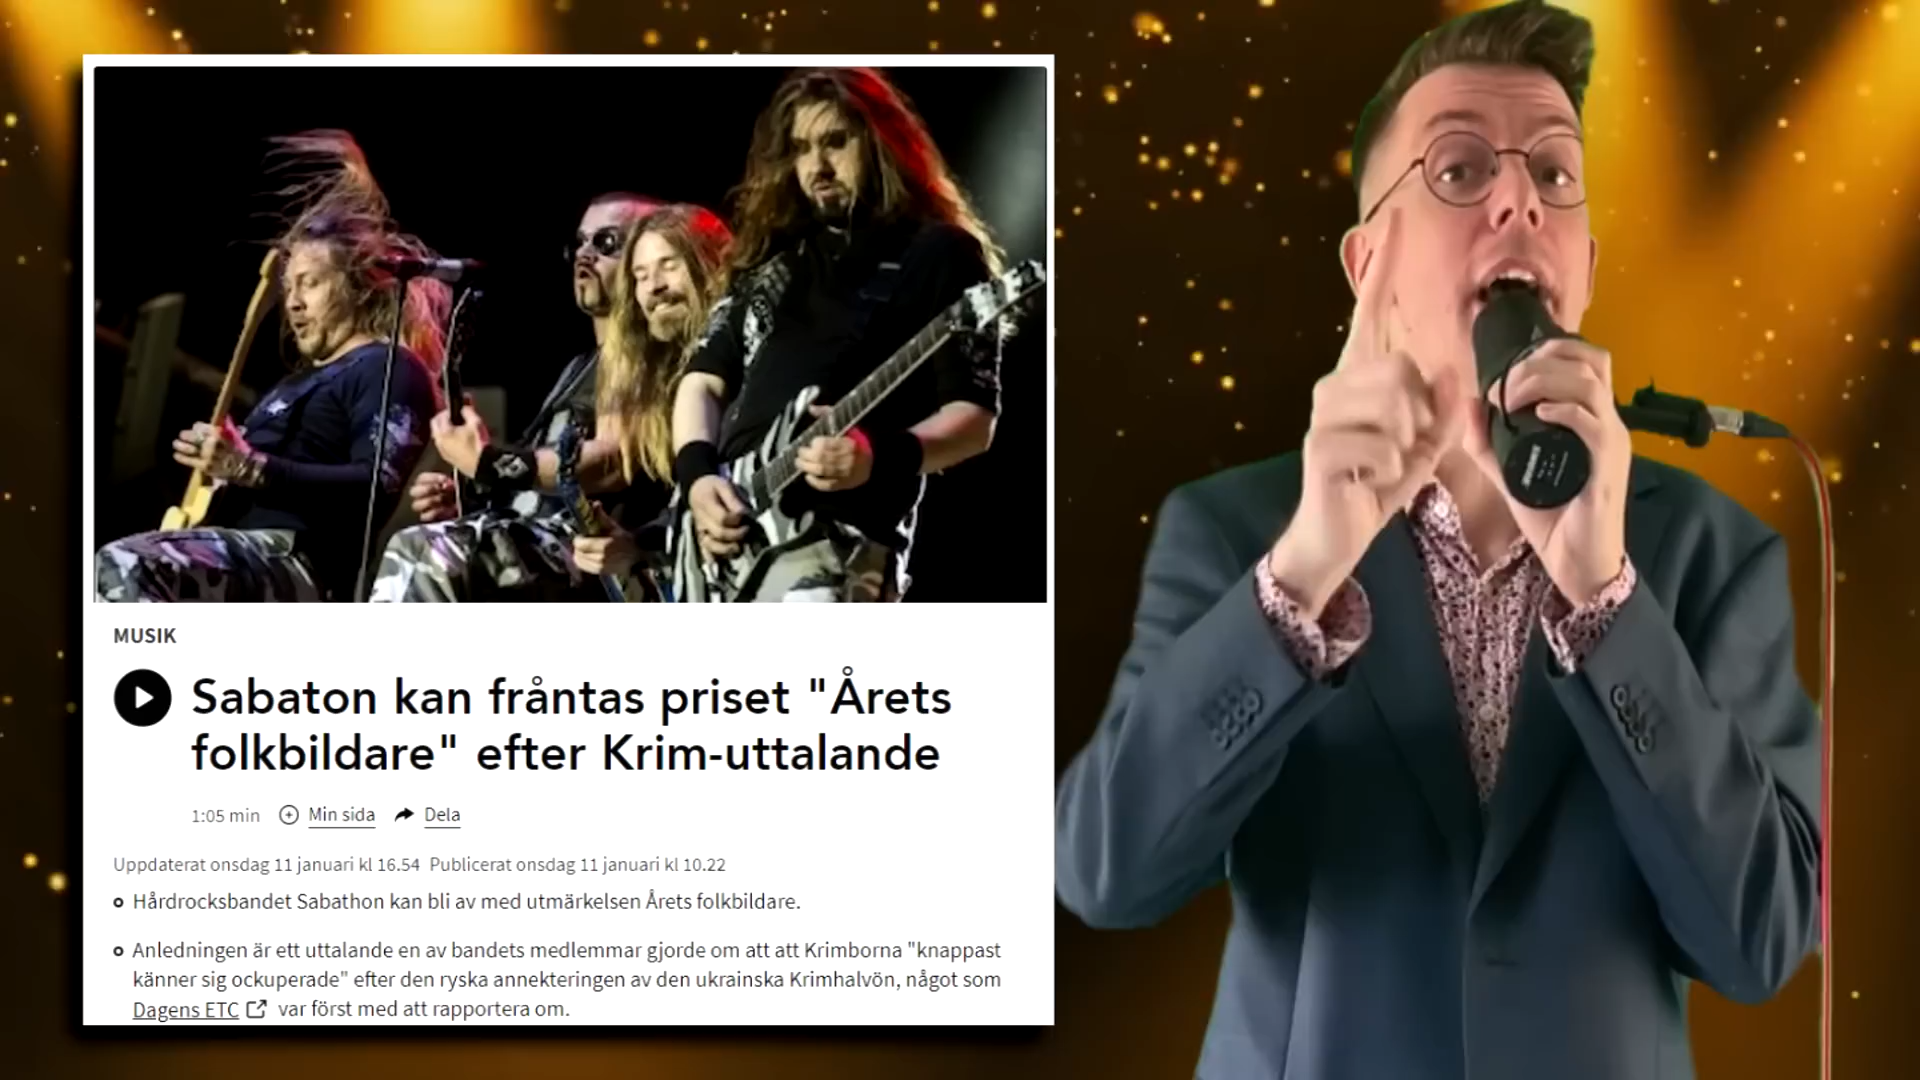 MUSIK
Sabaton kan fråntas priset "Årets
folkbildare" efter Krim-uttalande
1:05 min Min sida Dela
Uppdaterat onsdag 11 januari kl 16.54 Publicerat onsdag 11 januari kl 10.22
Hårdrocksbandet Sabathon kan bli av med utmärkelsen Årets folkbildare.
Anledningen är ett uttalande en av bandets medlemmar gjorde om att att Krimborna "knappast
känner sig ockuperade" efter den ryska annekteringen av den ukrainska Krimhalvön, något som
Dagens ETC var först med att rapportera om.